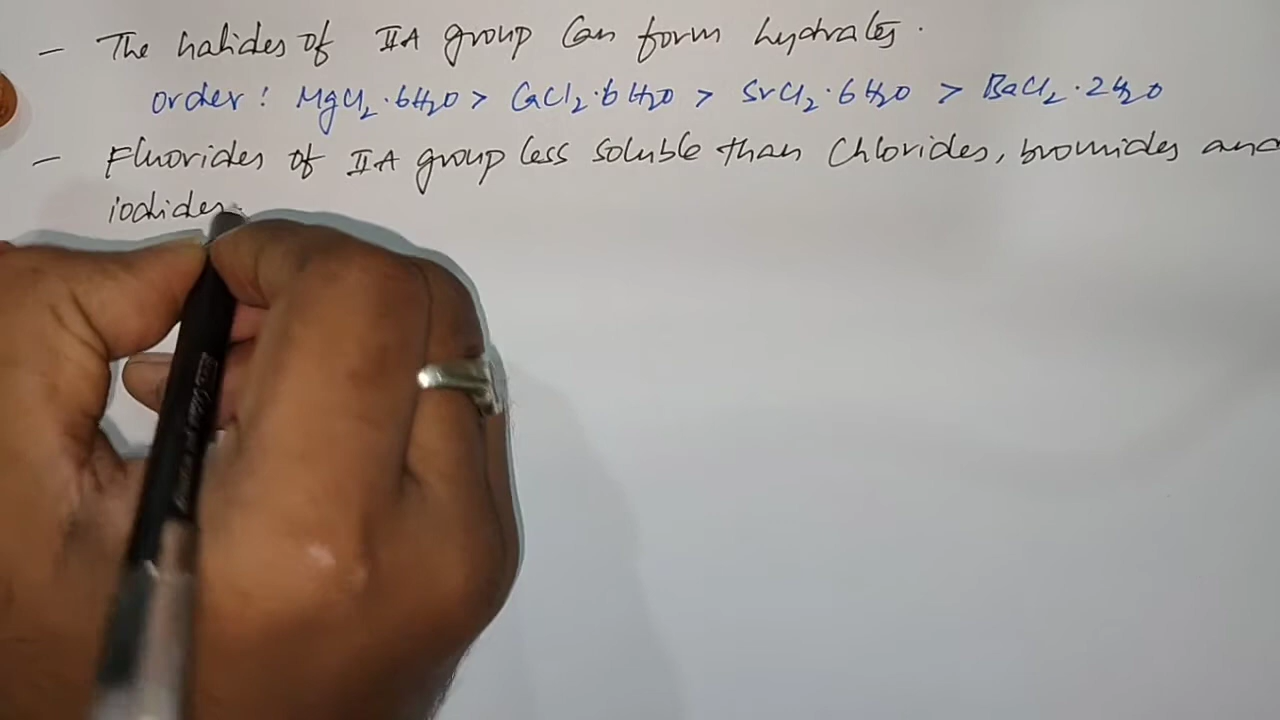 - The halides of IIA group can form hydrates.
order: MgCl2·6H2O > CaCl2·6H2O > SrCl2·6H2O > BaCl2·2H2O
- Fluorides of IIA group less soluble than chlorides, bromides and
iodides.